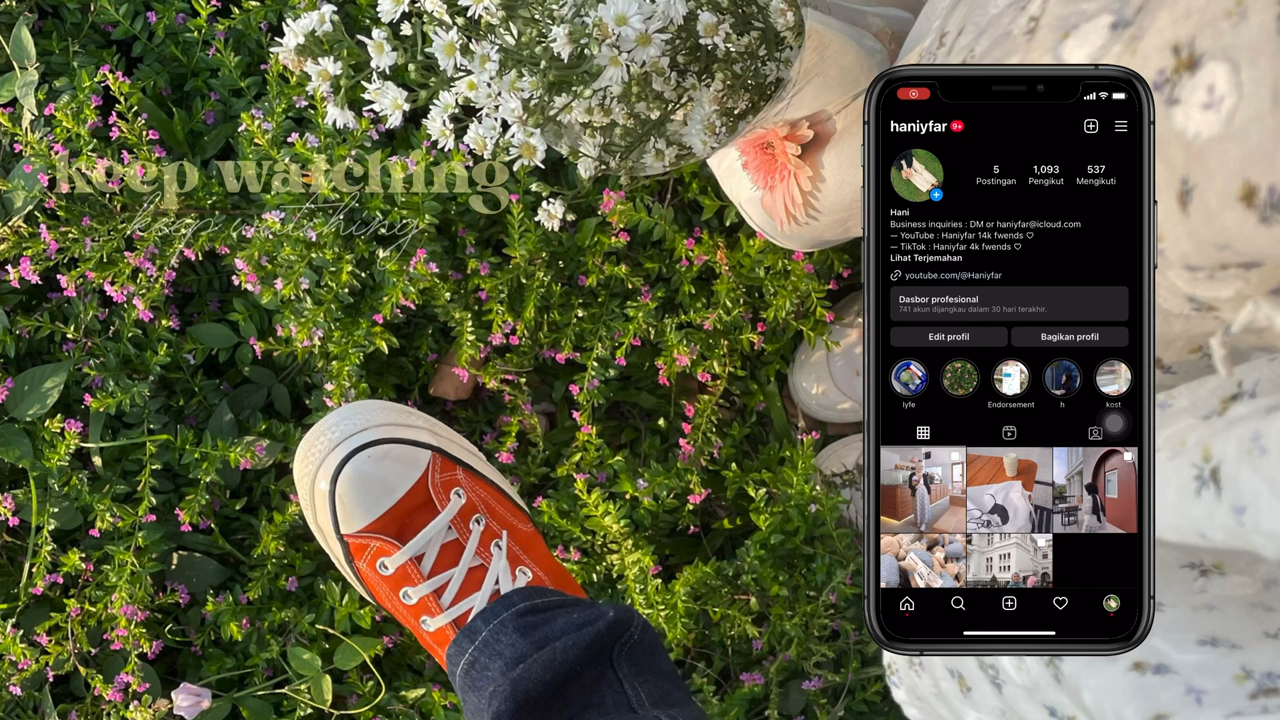 keep watching
keep watching
haniyfar 9+
5 1,093 537
Postingan Pengikut Mengikuti
Hani
Business inquiries : DM or haniyfar@icloud.com
— YouTube : Haniyfar 14k fwends ♡
— TikTok : Haniyfar 4k fwends ♡
Lihat Terjemahan
youtube.com/@Haniyfar
Dasbor profesional
741 akun dijangkau dalam 30 hari terakhir.
Edit profil Bagikan profil
lyfe Endorsement h kost